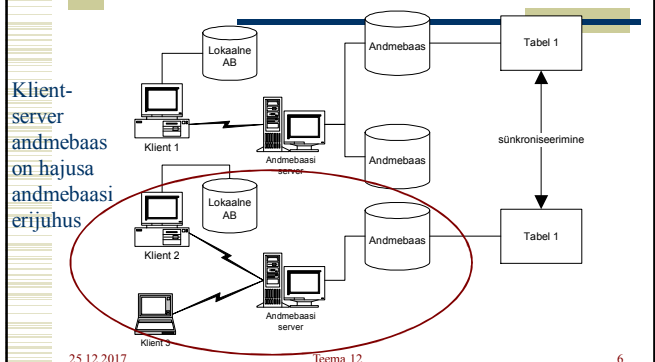 Klient-
server
andmebaas
on hajusa
andmebaasi
erijuhus
Lokaalne
AB
Andmebaas
Tabel 1
Klient 1
Andmebaasi
server
sünkroniseerimine
Andmebaas
Lokaalne
AB
Klient 2
Andmebaas
Tabel 1
Andmebaasi
server
Klient 3
25.12.2017
Teema 12
6